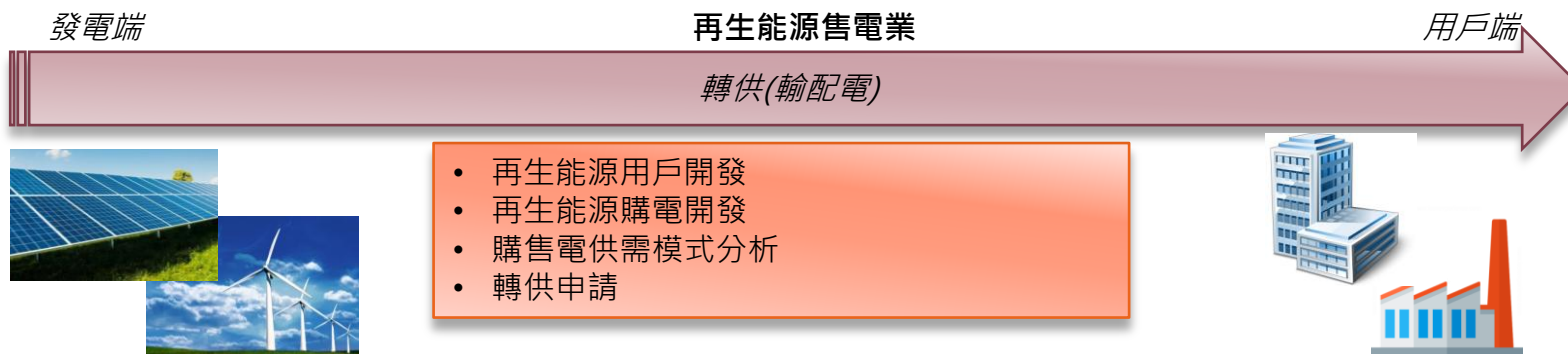 發電端
再生能源售電業
用戶端
轉供(輸配電)
• 再生能源用戶開發
• 再生能源購電開發
• 購售電供需模式分析
• 轉供申請